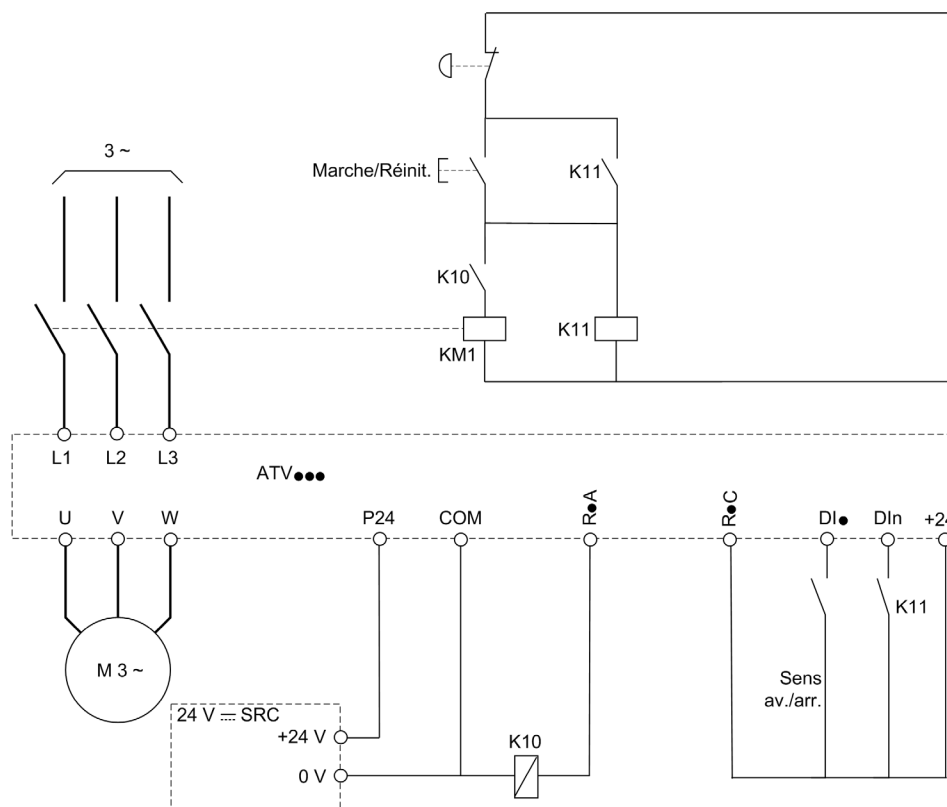 3 ~
Marche/Réinit.
K11
K10
KM1
K11
L1 L2 L3
ATV●●●
U V W P24 COM R●A R●C DI● DIn +24
K11
M 3 ~
Sens
av./arr.
24 V ⎓ SRC
+24 V
K10
0 V